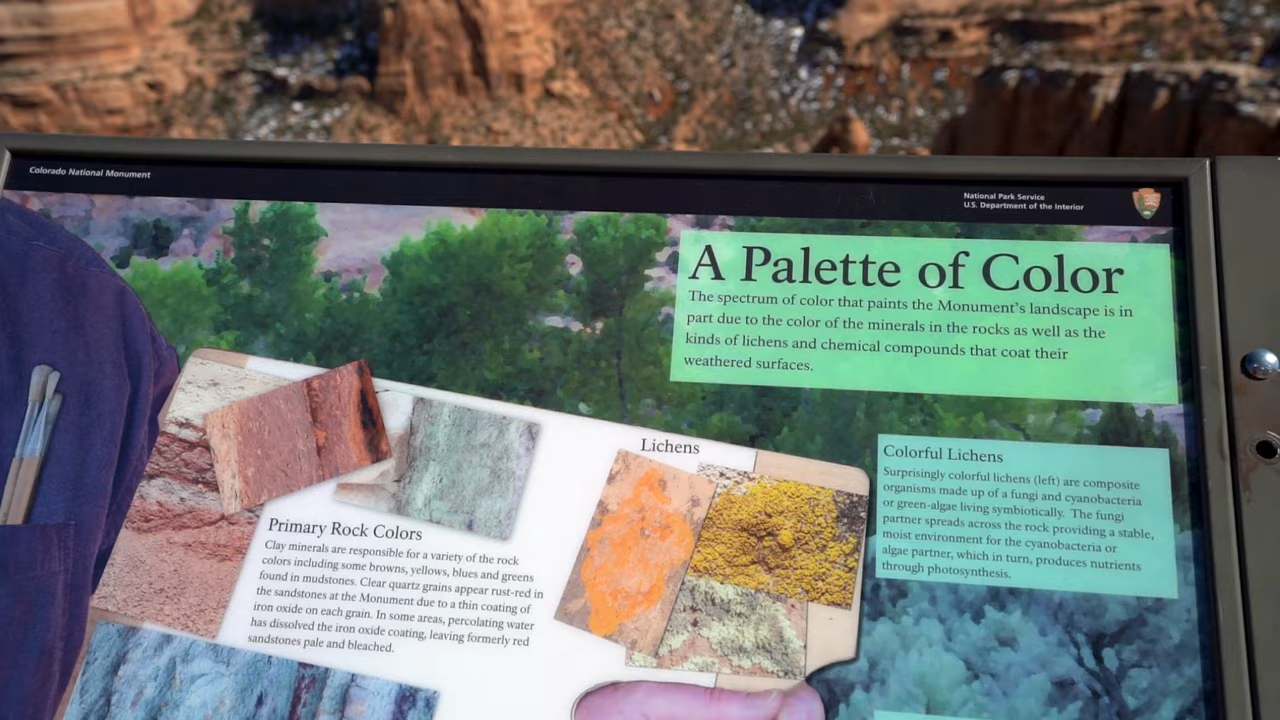 Colorado National Monument
National Park Service
U.S. Department of the Interior
A Palette of Color
The spectrum of color that paints the Monument's landscape is in
part due to the color of the minerals in the rocks as well as the
kinds of lichens and chemical compounds that coat their
weathered surfaces.
Lichens
Colorful Lichens
Surprisingly colorful lichens (left) are composite
organisms made up of a fungi and cyanobacteria
or green-algae living symbiotically. The fungi
partner spreads across the rock providing a stable,
moist environment for the cyanobacteria or
algae partner, which in turn, produces nutrients
through photosynthesis.
Primary Rock Colors
Clay minerals are responsible for a variety of the rock
colors including some browns, yellows, blues and greens
found in mudstones. Clear quartz grains appear rust-red in
the sandstones at the Monument due to a thin coating of
iron oxide on each grain. In some areas, percolating water
has dissolved the iron oxide coating, leaving formerly red
sandstones pale and bleached.